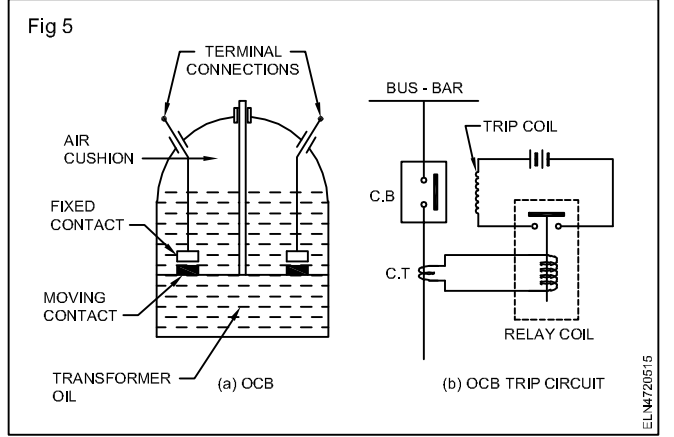 Fig 5
TERMINAL
CONNECTIONS
AIR
CUSHION
FIXED
CONTACT
MOVING
CONTACT
TRANSFORMER
OIL
(a) OCB
BUS - BAR
TRIP COIL
C.B
C.T
RELAY COIL
(b) OCB TRIP CIRCUIT
ELN4720515